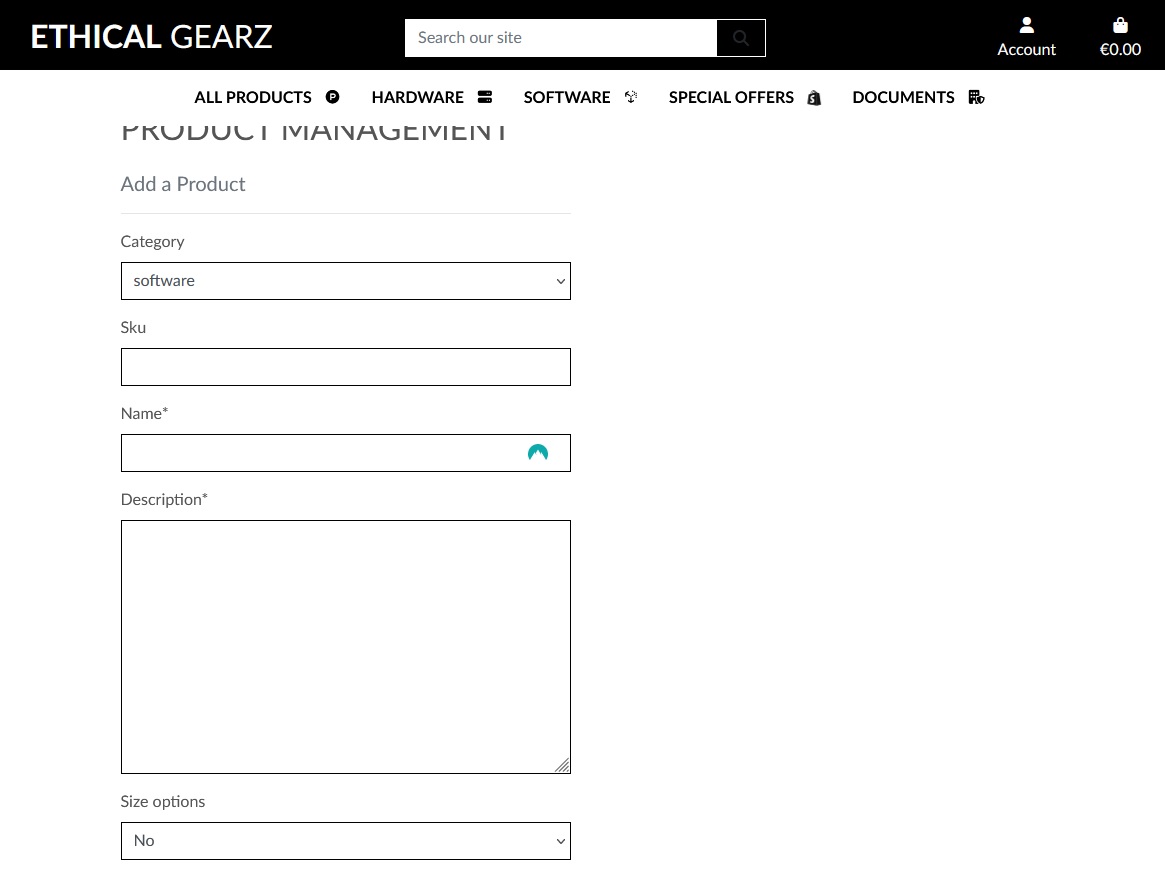 ETHICAL GEARZ
Search our site
Account
€0.00
ALL PRODUCTS
HARDWARE
SOFTWARE
SPECIAL OFFERS
DOCUMENTS
PRODUCT MANAGEMENT
Add a Product
Category
software
Sku
Name*
Description*
Size options
No